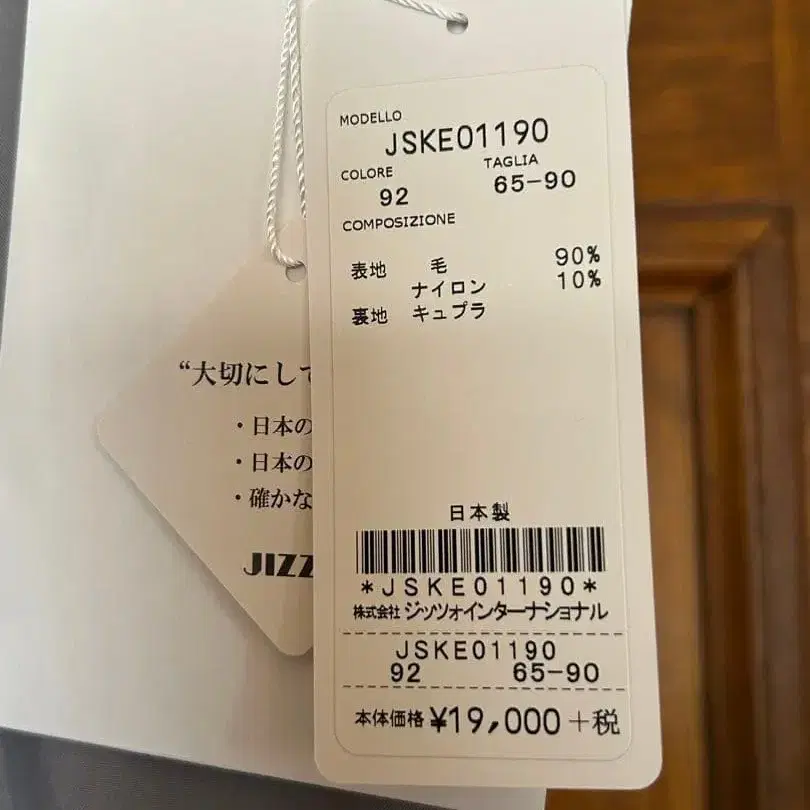 MODELLO
JSKE01190
COLORE TAGLIA
92 65-90
COMPOSIZIONE
表地 毛 90%
ナイロン 10%
裏地 キュプラ
"大切にして
・日本の
・日本の
・確かな
JIZZ
日本製
*JSKE01190*
株式会社 ジッツォインターナショナル
JSKE01190
92 65-90
本体価格 ¥19,000+税